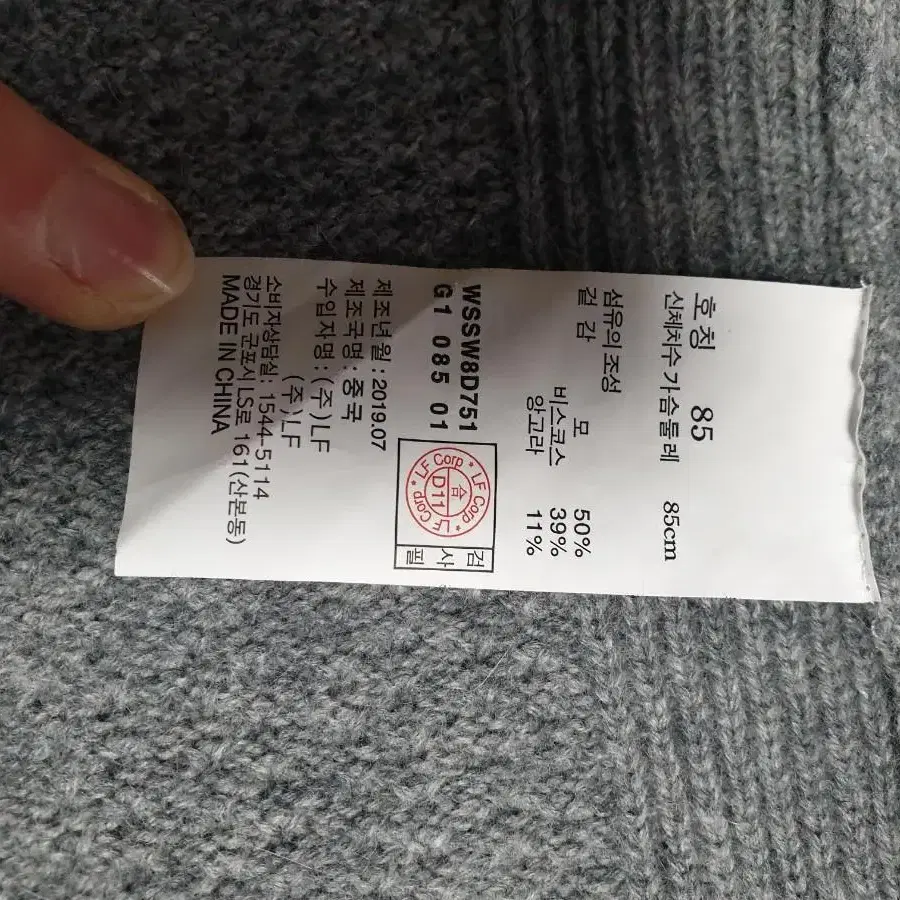 호칭 85
신체치수 가슴둘레 85cm
섬유의 조성
겉 감 모 50%
비스코스 39%
앙고라 11%
WSSW8D751
G1 085 01
LF Corp * LF Corp * LF Corp *
合
D11
검사필
제조년월 : 2019.07
제조국명 : 중국
수입자명 : (주)LF
(주)LF
소비자상담실: 1544-5114
경기도 군포시 LS로 161(산본동)
MADE IN CHINA